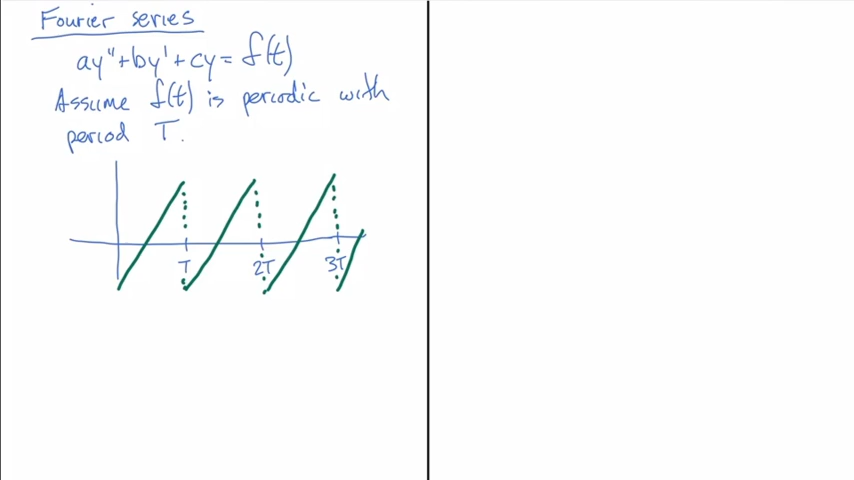 Fourier series
ay"+by'+cy=f(t)
Assume f(t) is periodic with
period T.
T 2T 3T